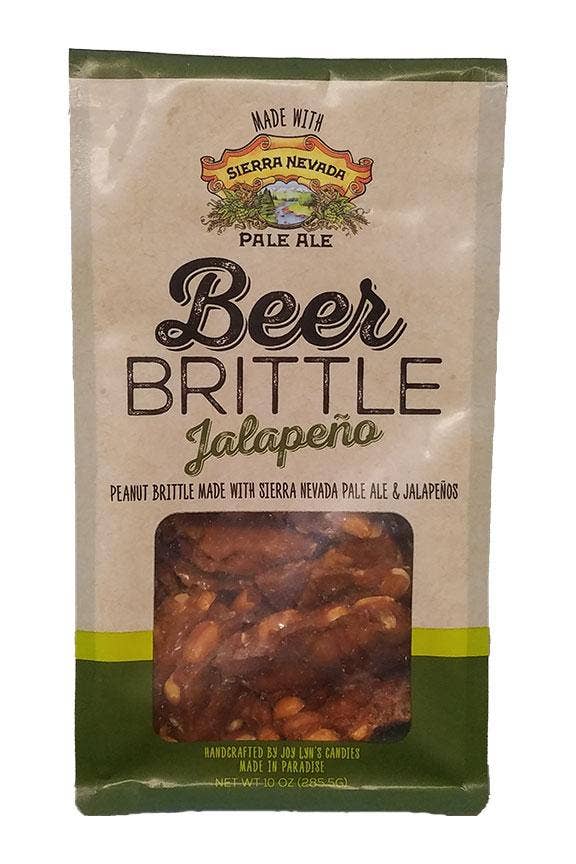 MADE WITH
SIERRA NEVADA
PALE ALE
Beer
BRITTLE
Jalapeño
PEANUT BRITTLE MADE WITH SIERRA NEVADA PALE ALE & JALAPEÑOS
HANDCRAFTED BY JOY LYN'S CANDIES
MADE IN PARADISE
NET WT 10 OZ (285.5G)